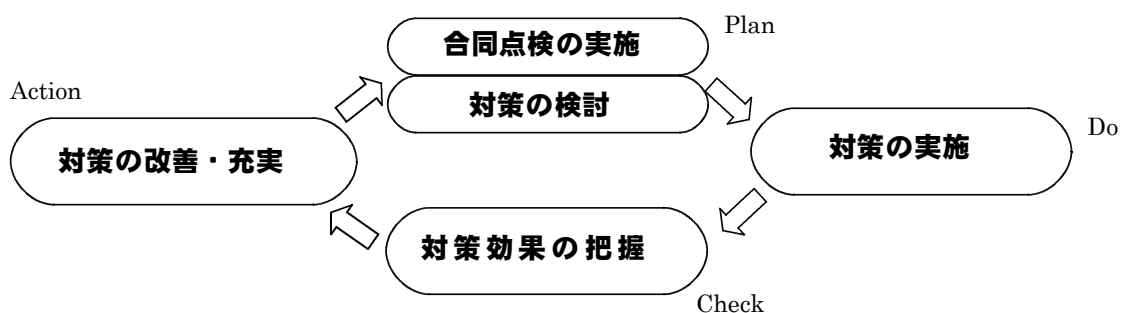 合同点検の実施
Plan
対策の検討
Action
対策の改善・充実
対策の実施
Do
対策効果の把握
Check